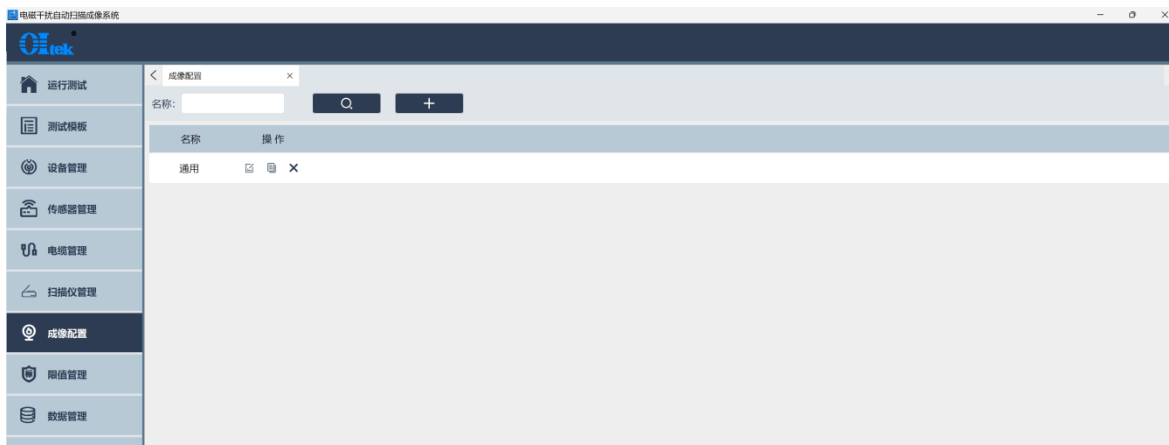 电磁干扰自动扫描成像系统
OItek
运行测试
测试模板
设备管理
传感器管理
电缆管理
扫描仪管理
成像配置
限值管理
数据管理
成像配置
名称:
名称 操作
通用